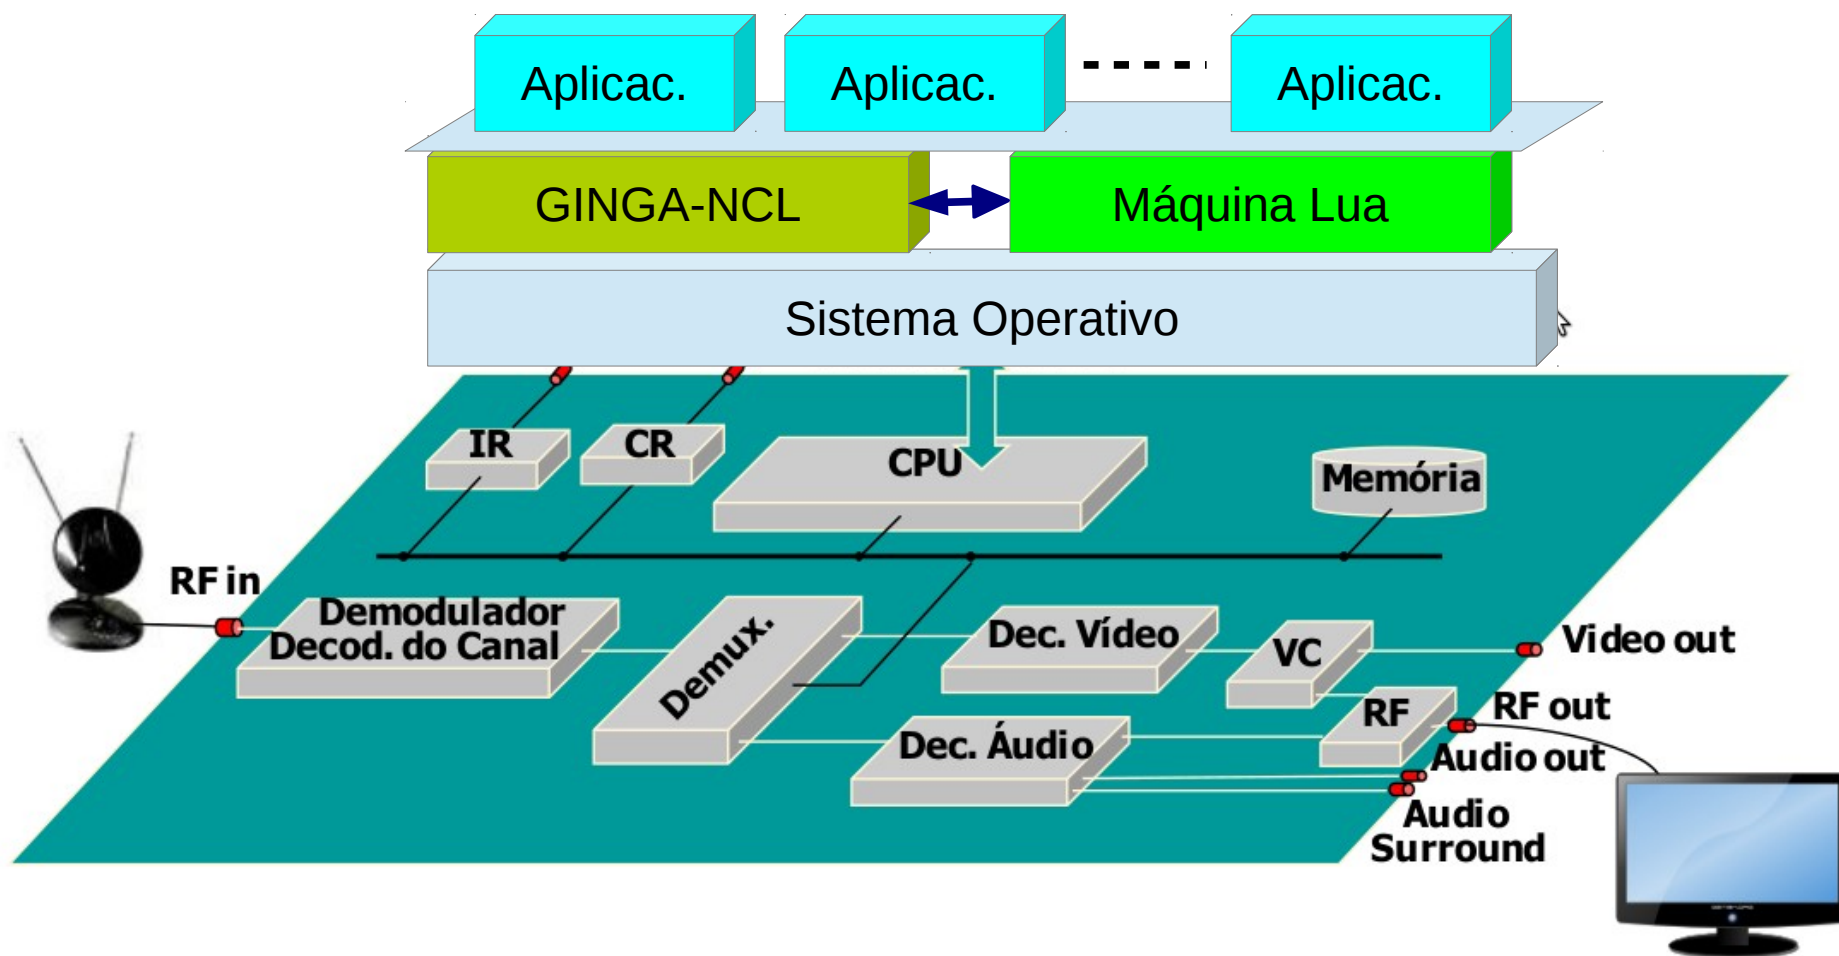 Aplicac.
Aplicac.
Aplicac.
GINGA-NCL
Máquina Lua
Sistema Operativo
IR
CR
CPU
Memória
RF in
Demodulador
Decod. do Canal
Demux.
Dec. Vídeo
VC
Video out
RF
RF out
Dec. Áudio
Audio out
Audio
Surround